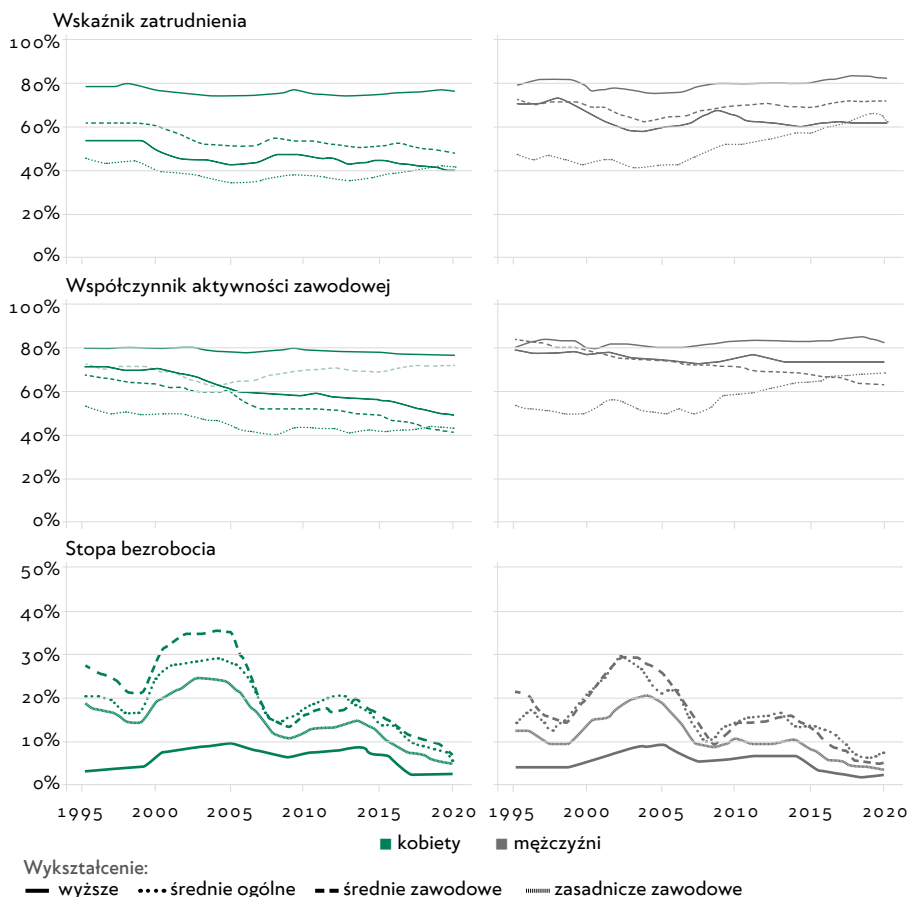 Wskaźnik zatrudnienia
100%
80%
60%
40%
20%
0%
Współczynnik aktywności zawodowej
100%
80%
60%
40%
20%
0%
Stopa bezrobocia
50%
40%
30%
20%
10%
0%
1995 2000 2005 2010 2015 2020 1995 2000 2005 2010 2015 2020
kobiety mężczyźni
Wykształcenie:
wyższe średnie ogólne średnie zawodowe zasadnicze zawodowe